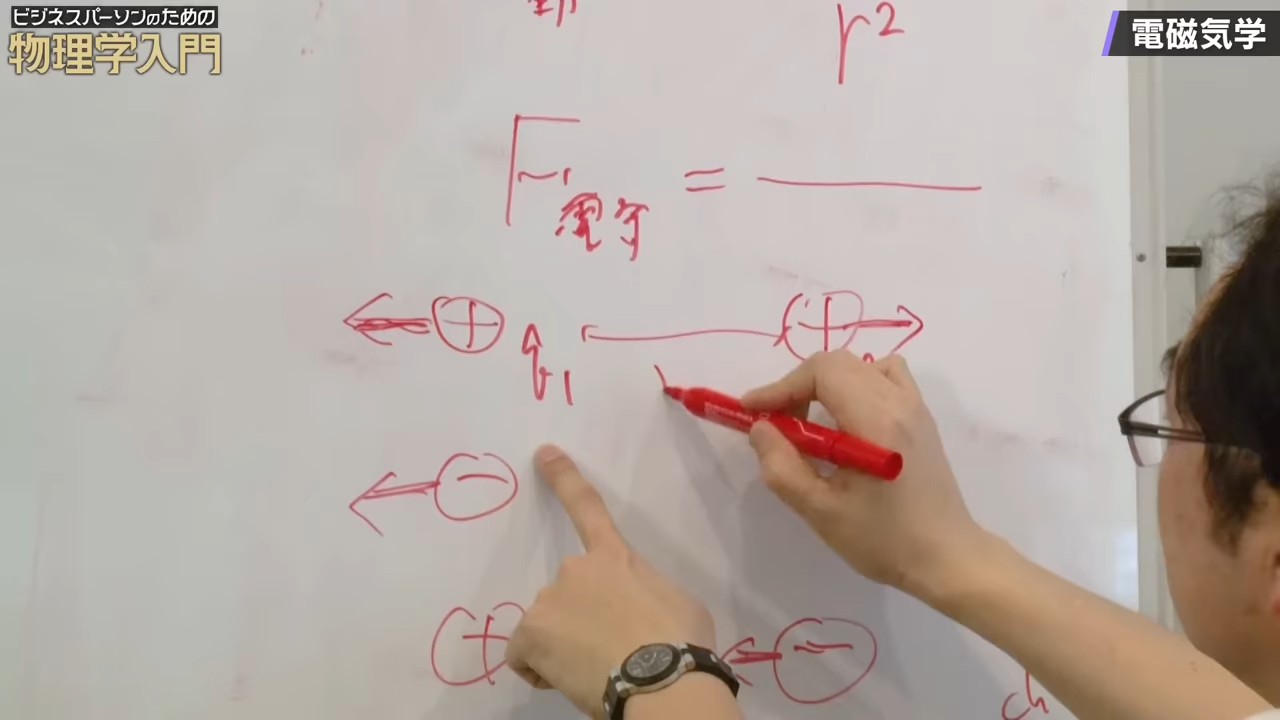 ビジネスパーソンのための
物理学入門
電磁気学
r²
F電気 =
+ +
q₁
−
+ −
ch